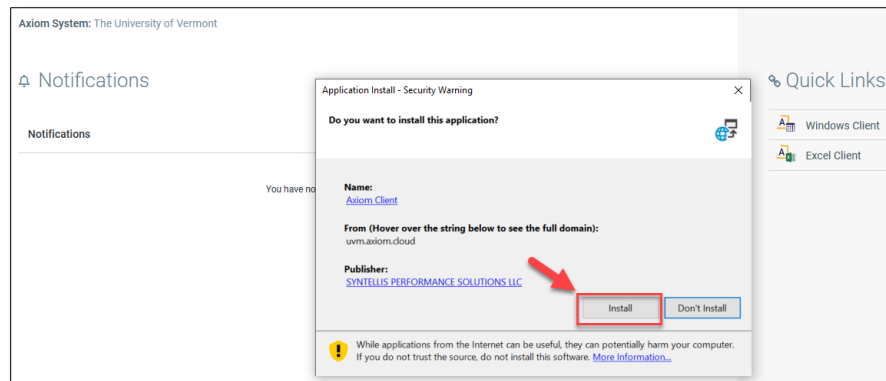 Axiom System: The University of Vermont
Notifications
Notifications
You have no
Application Install - Security Warning
Do you want to install this application?
Name:
Axiom Client
From (Hover over the string below to see the full domain):
uvm.axiom.cloud
Publisher:
SYNTELLIS PERFORMANCE SOLUTIONS LLC
Install
Don't Install
While applications from the Internet can be useful, they can potentially harm your computer.
If you do not trust the source, do not install this software. More Information...
Quick Links
Windows Client
Excel Client